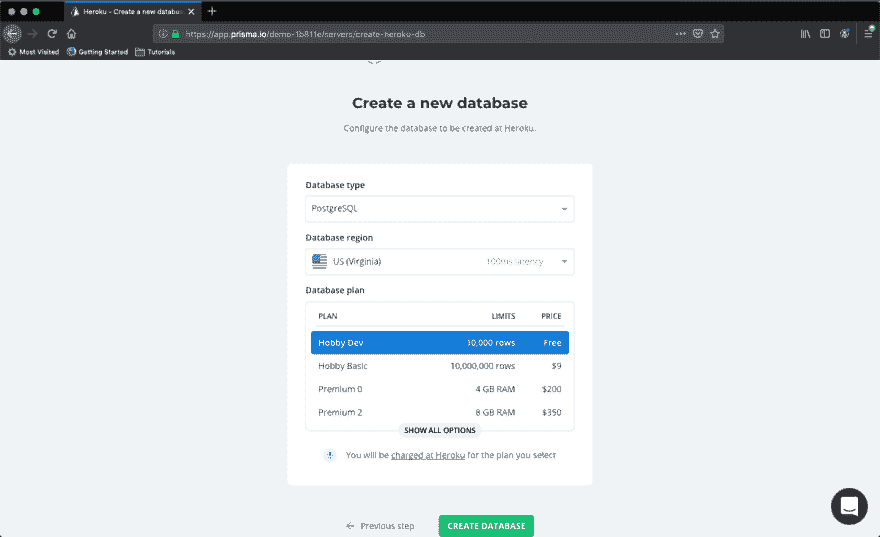 Heroku - Create a new databas
https://app.prisma.io/demo-1b811e/servers/create-heroku-db
Most Visited Getting Started Tutorials
Create a new database
Configure the database to be created at Heroku.
Database type
PostgreSQL
Database region
US (Virginia) 100ms latency
Database plan
PLAN LIMITS PRICE
Hobby Dev 10,000 rows Free
Hobby Basic 10,000,000 rows $9
Premium 0 4 GB RAM $200
Premium 2 8 GB RAM $350
SHOW ALL OPTIONS
You will be charged at Heroku for the plan you select
Previous step CREATE DATABASE